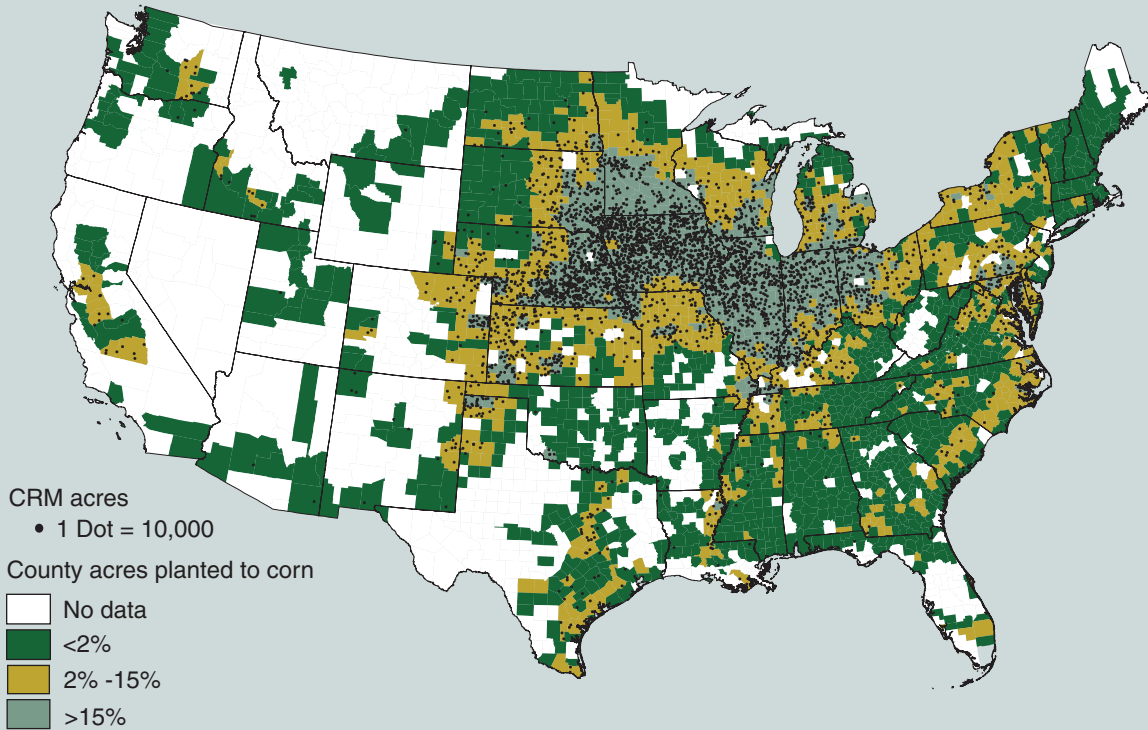 CRM acres
• 1 Dot = 10,000
County acres planted to corn
No data
<2%
2% -15%
>15%